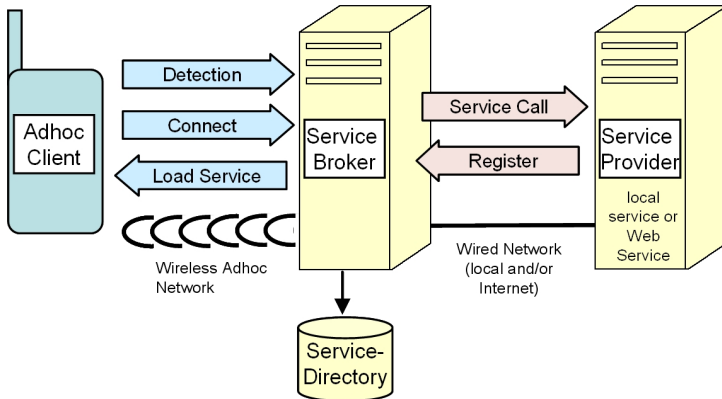 Adhoc
Client
Detection
Connect
Load Service
Wireless Adhoc
Network
Service
Broker
Service Call
Register
Wired Network
(local and/or
Internet)
Service
Provider
local
service or
Web
Service
Service-
Directory